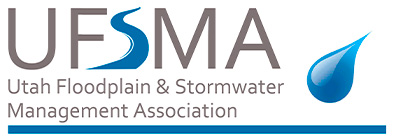 UFSMA
Utah Floodplain & Stormwater
Management Association